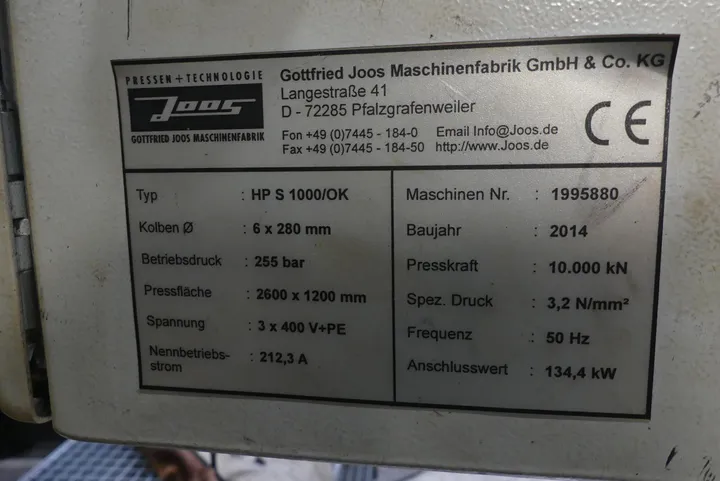 PRESSEN+TECHNOLOGIE
Joos
GOTTFRIED JOOS MASCHINENFABRIK
Gottfried Joos Maschinenfabrik GmbH & Co. KG
Langestraße 41
D - 72285 Pfalzgrafenweiler
Fon +49 (0)7445 - 184-0 Email Info@Joos.de
Fax +49 (0)7445 - 184-50 http://www.Joos.de
CE
Typ : HP S 1000/OK
Kolben Ø : 6 x 280 mm
Betriebsdruck : 255 bar
Pressfläche : 2600 x 1200 mm
Spannung : 3 x 400 V+PE
Nennbetriebs-
strom : 212,3 A
Maschinen Nr. : 1995880
Baujahr : 2014
Presskraft : 10.000 kN
Spez. Druck : 3,2 N/mm²
Frequenz : 50 Hz
Anschlusswert : 134,4 kW